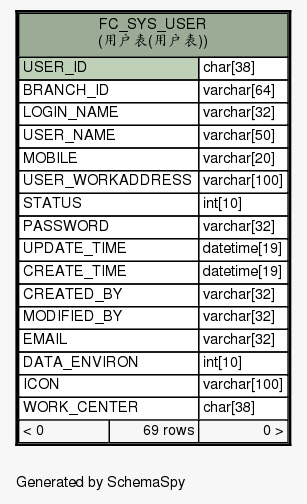 FC_SYS_USER
(用户表(用户表))
USER_ID char[38]
BRANCH_ID varchar[64]
LOGIN_NAME varchar[32]
USER_NAME varchar[50]
MOBILE varchar[20]
USER_WORKADDRESS varchar[100]
STATUS int[10]
PASSWORD varchar[32]
UPDATE_TIME datetime[19]
CREATE_TIME datetime[19]
CREATED_BY varchar[32]
MODIFIED_BY varchar[32]
EMAIL varchar[32]
DATA_ENVIRON int[10]
ICON varchar[100]
WORK_CENTER char[38]
< 0 69 rows 0 >
Generated by SchemaSpy